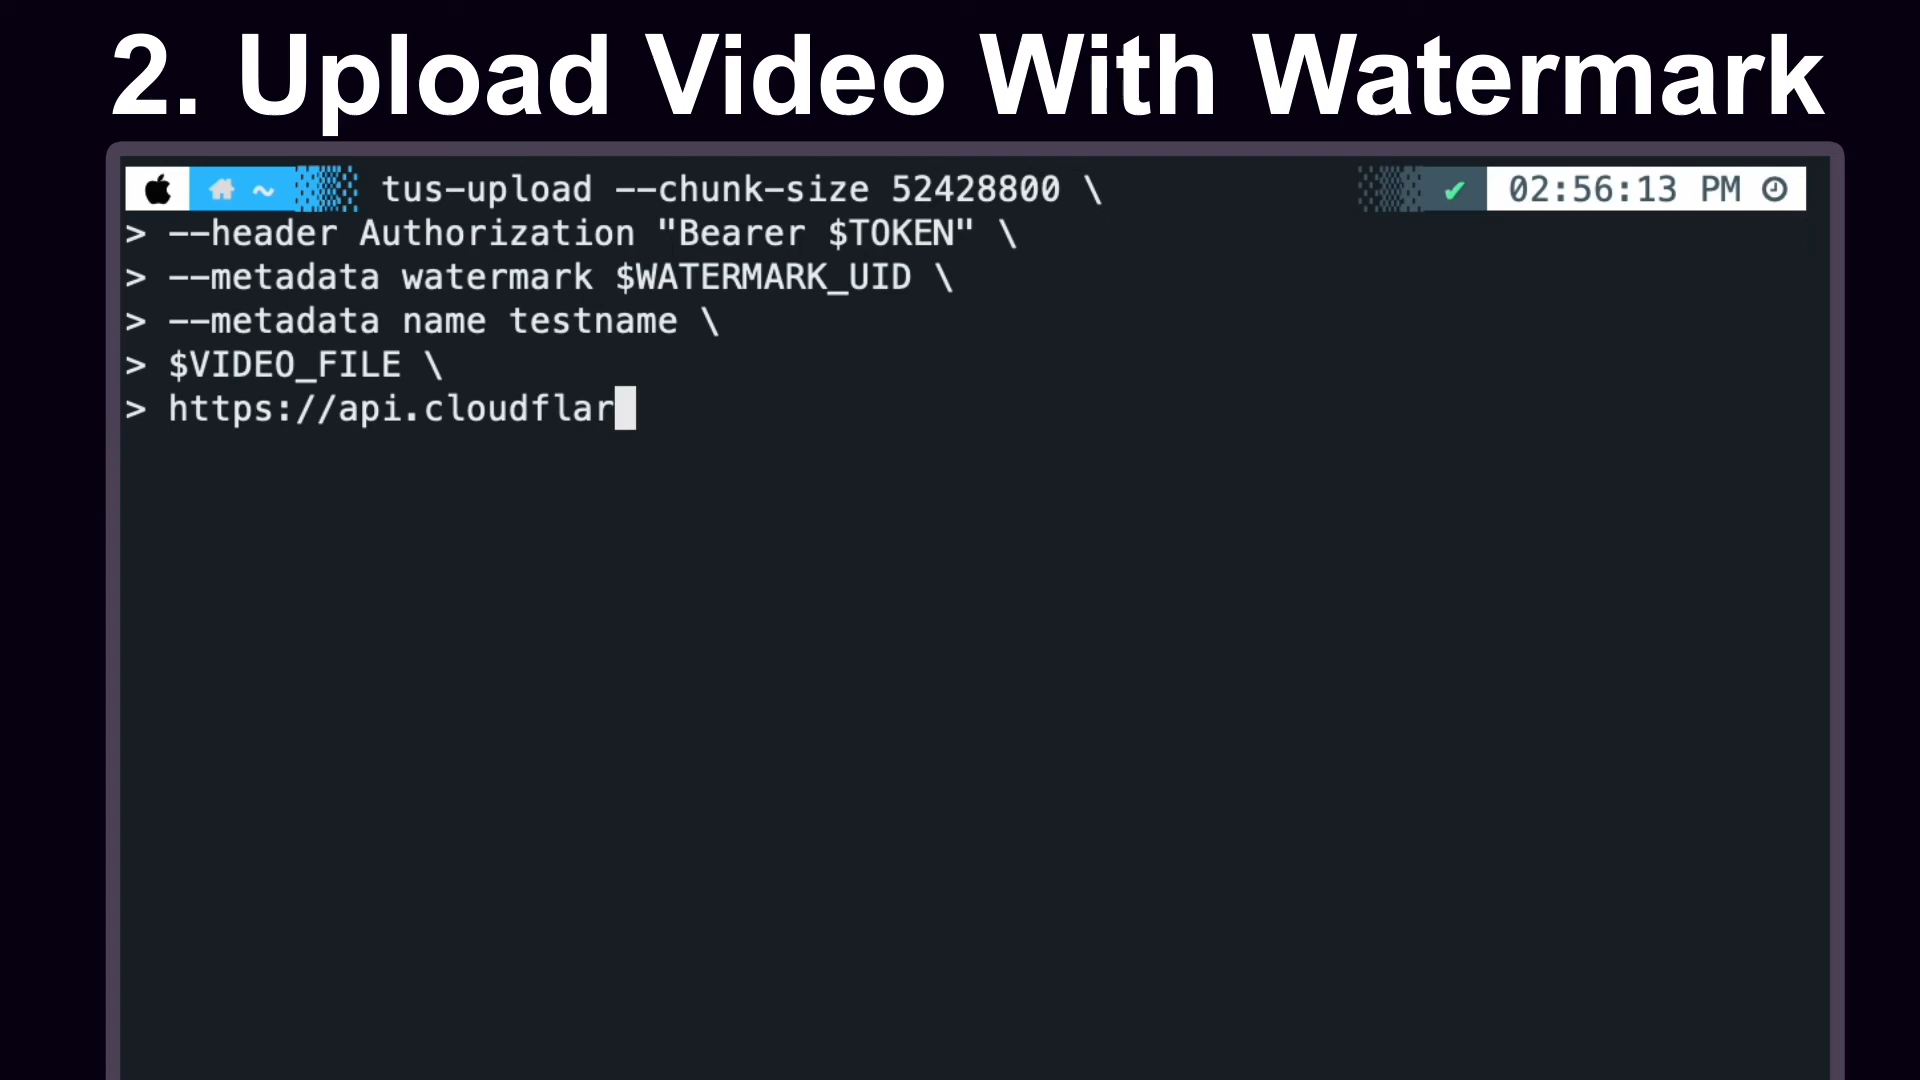 2. Upload Video With Watermark
~ tus-upload --chunk-size 52428800 \ ✔ 02:56:13 PM
> --header Authorization "Bearer $TOKEN" \
> --metadata watermark $WATERMARK_UID \
> --metadata name testname \
> $VIDEO_FILE \
> https://api.cloudflar